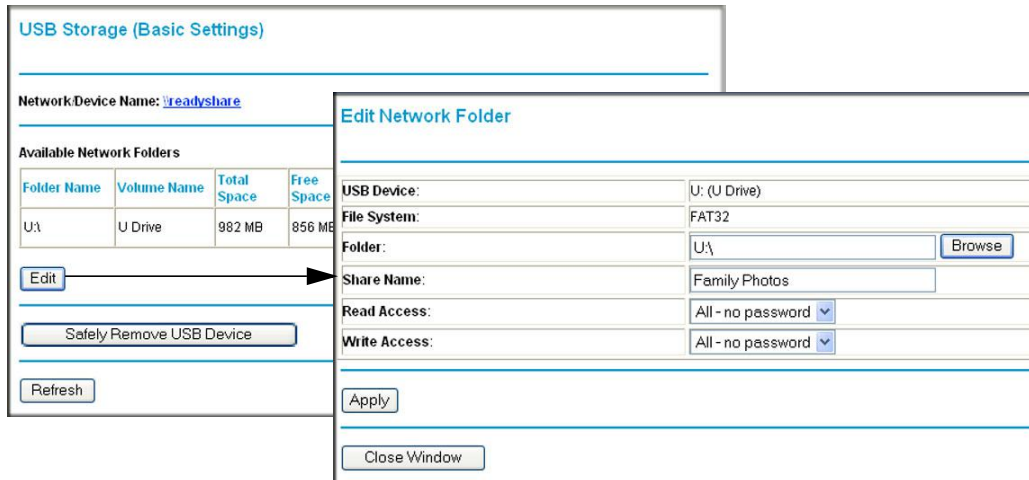 USB Storage (Basic Settings)
Network/Device Name: \\readyshare
Available Network Folders
Folder Name Volume Name Total Space Free Space
U:\ U Drive 982 MB 856 MB
Edit
Safely Remove USB Device
Refresh
Edit Network Folder
USB Device: U: (U Drive)
File System: FAT32
Folder: U:\ Browse
Share Name: Family Photos
Read Access: All - no password
Write Access: All - no password
Apply
Close Window